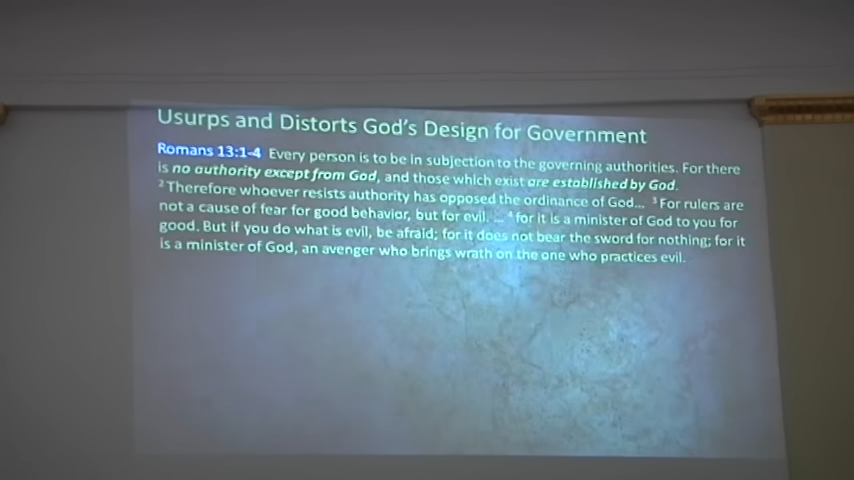 Usurps and Distorts God's Design for Government
Romans 13:1-4 Every person is to be in subjection to the governing authorities. For there
is no authority except from God, and those which exist are established by God.
2 Therefore whoever resists authority has opposed the ordinance of God... 3 For rulers are
not a cause of fear for good behavior, but for evil. ... 4 for it is a minister of God to you for
good. But if you do what is evil, be afraid; for it does not bear the sword for nothing; for it
is a minister of God, an avenger who brings wrath on the one who practices evil.